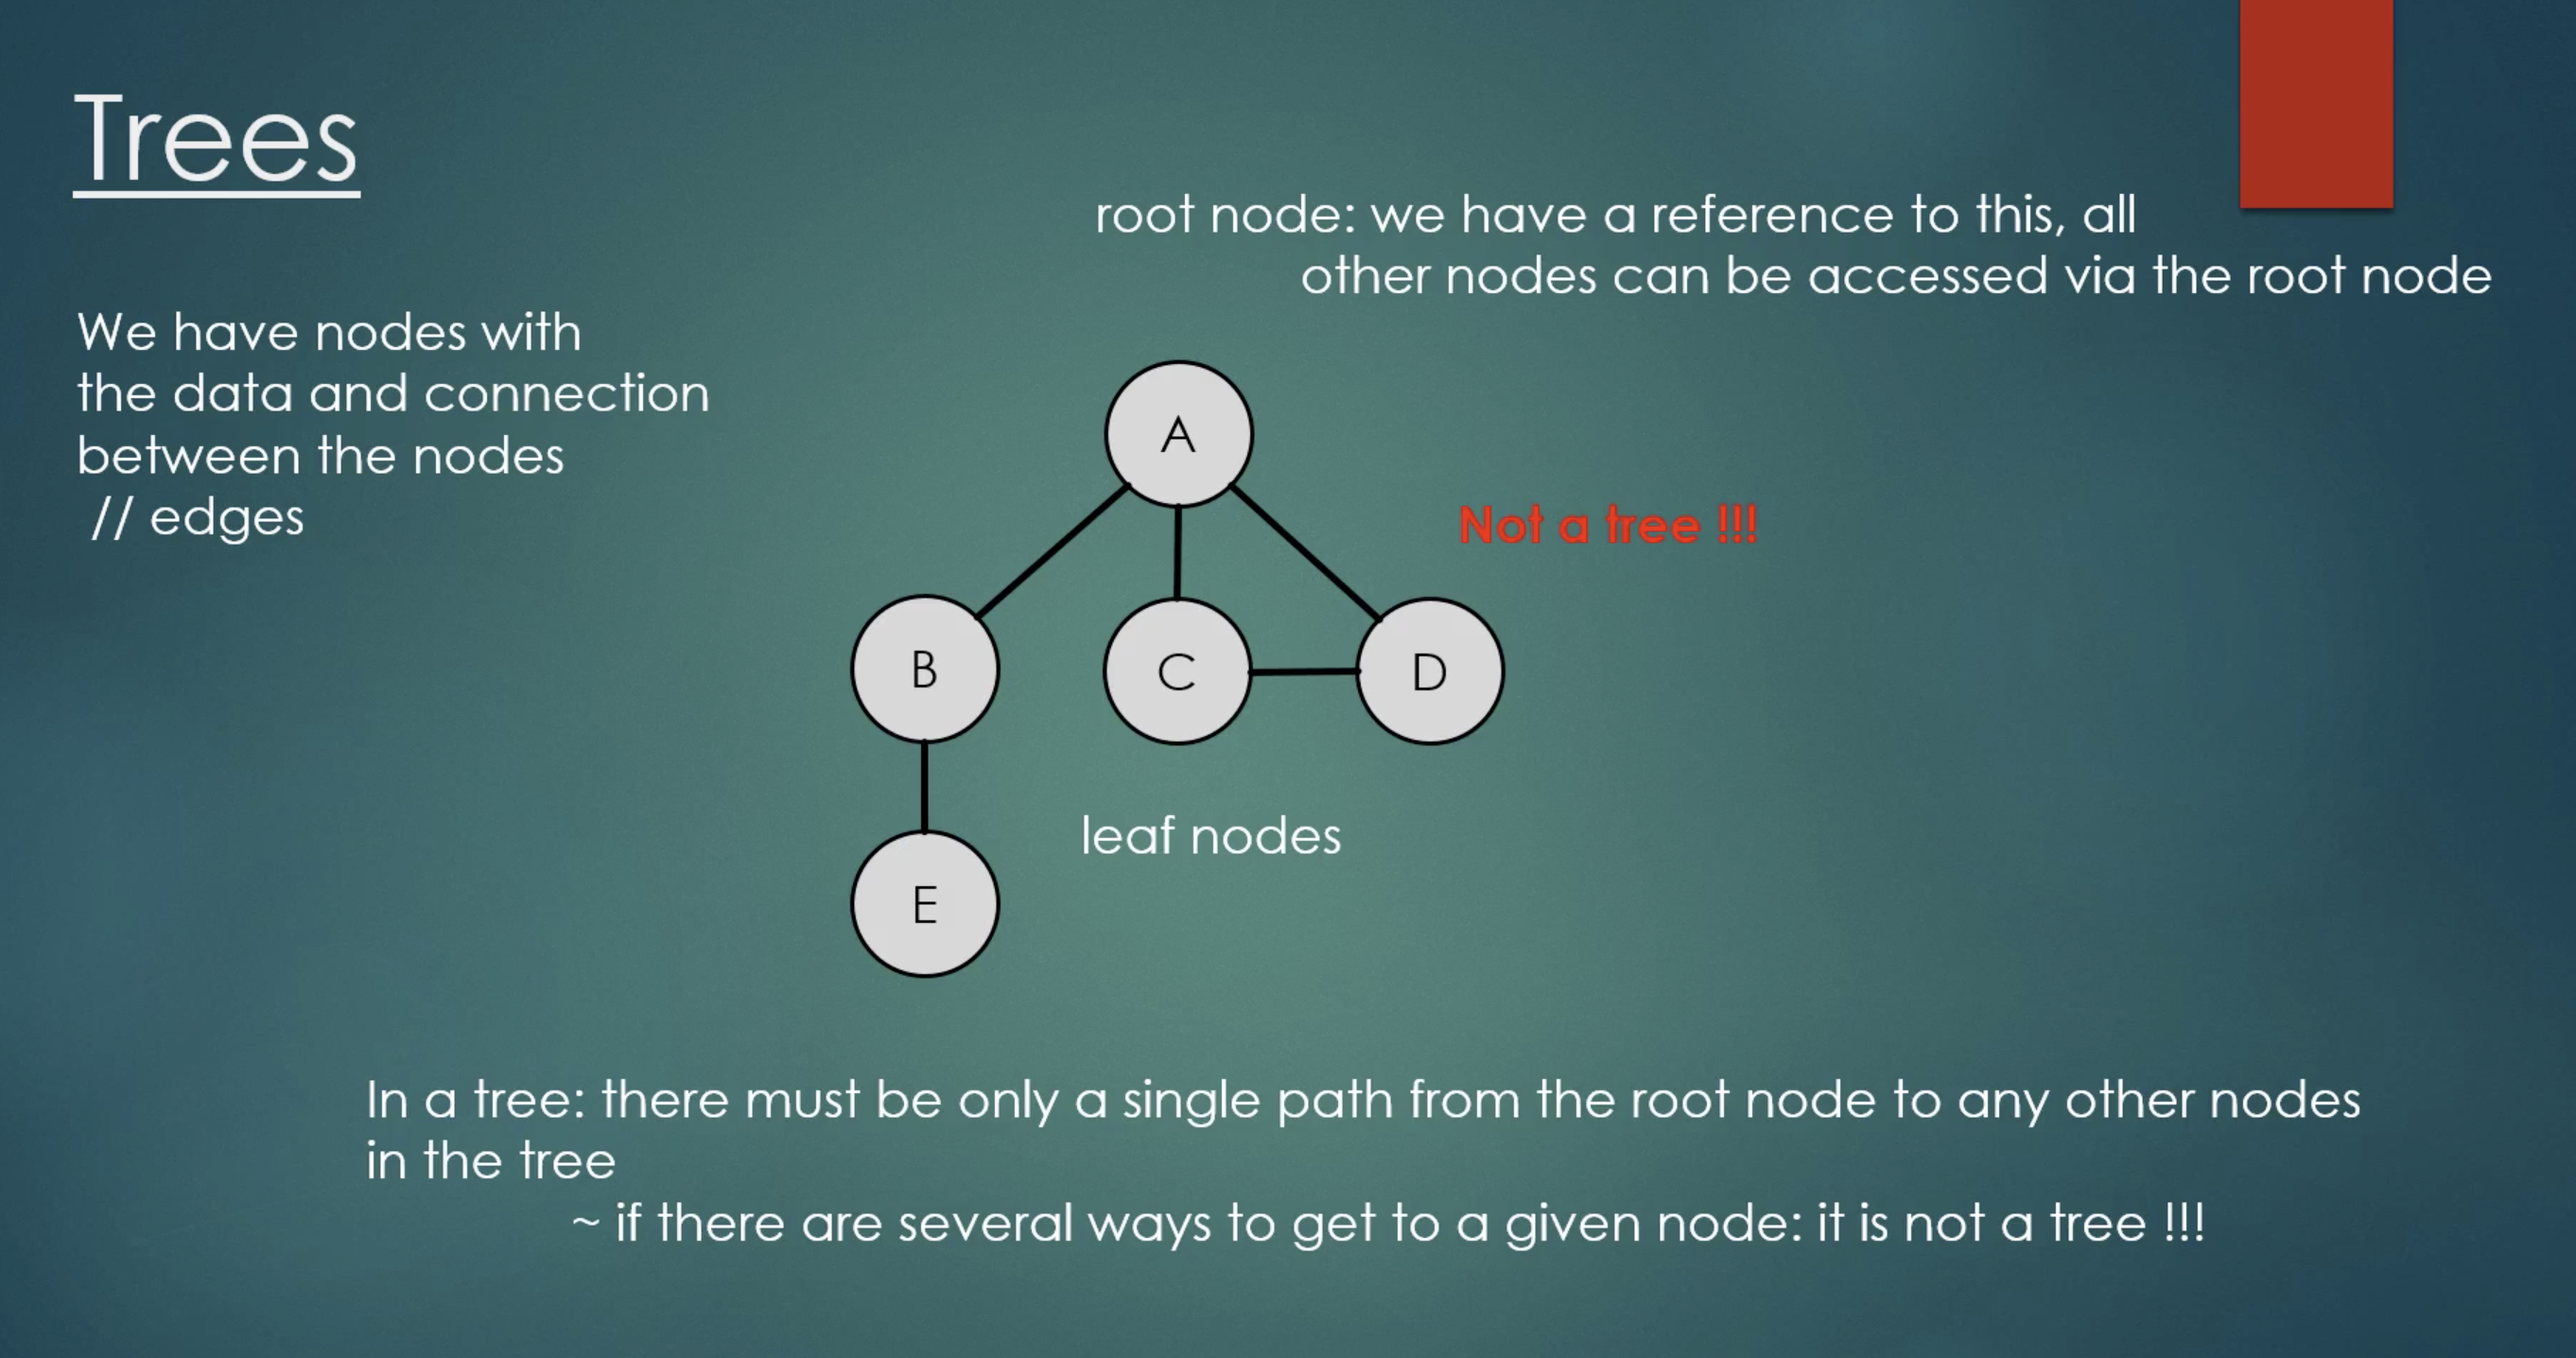 Trees
root node: we have a reference to this, all
other nodes can be accessed via the root node
We have nodes with
the data and connection
between the nodes
// edges
A
Not a tree !!!
B
C
D
leaf nodes
E
In a tree: there must be only a single path from the root node to any other nodes
in the tree
~ if there are several ways to get to a given node: it is not a tree !!!